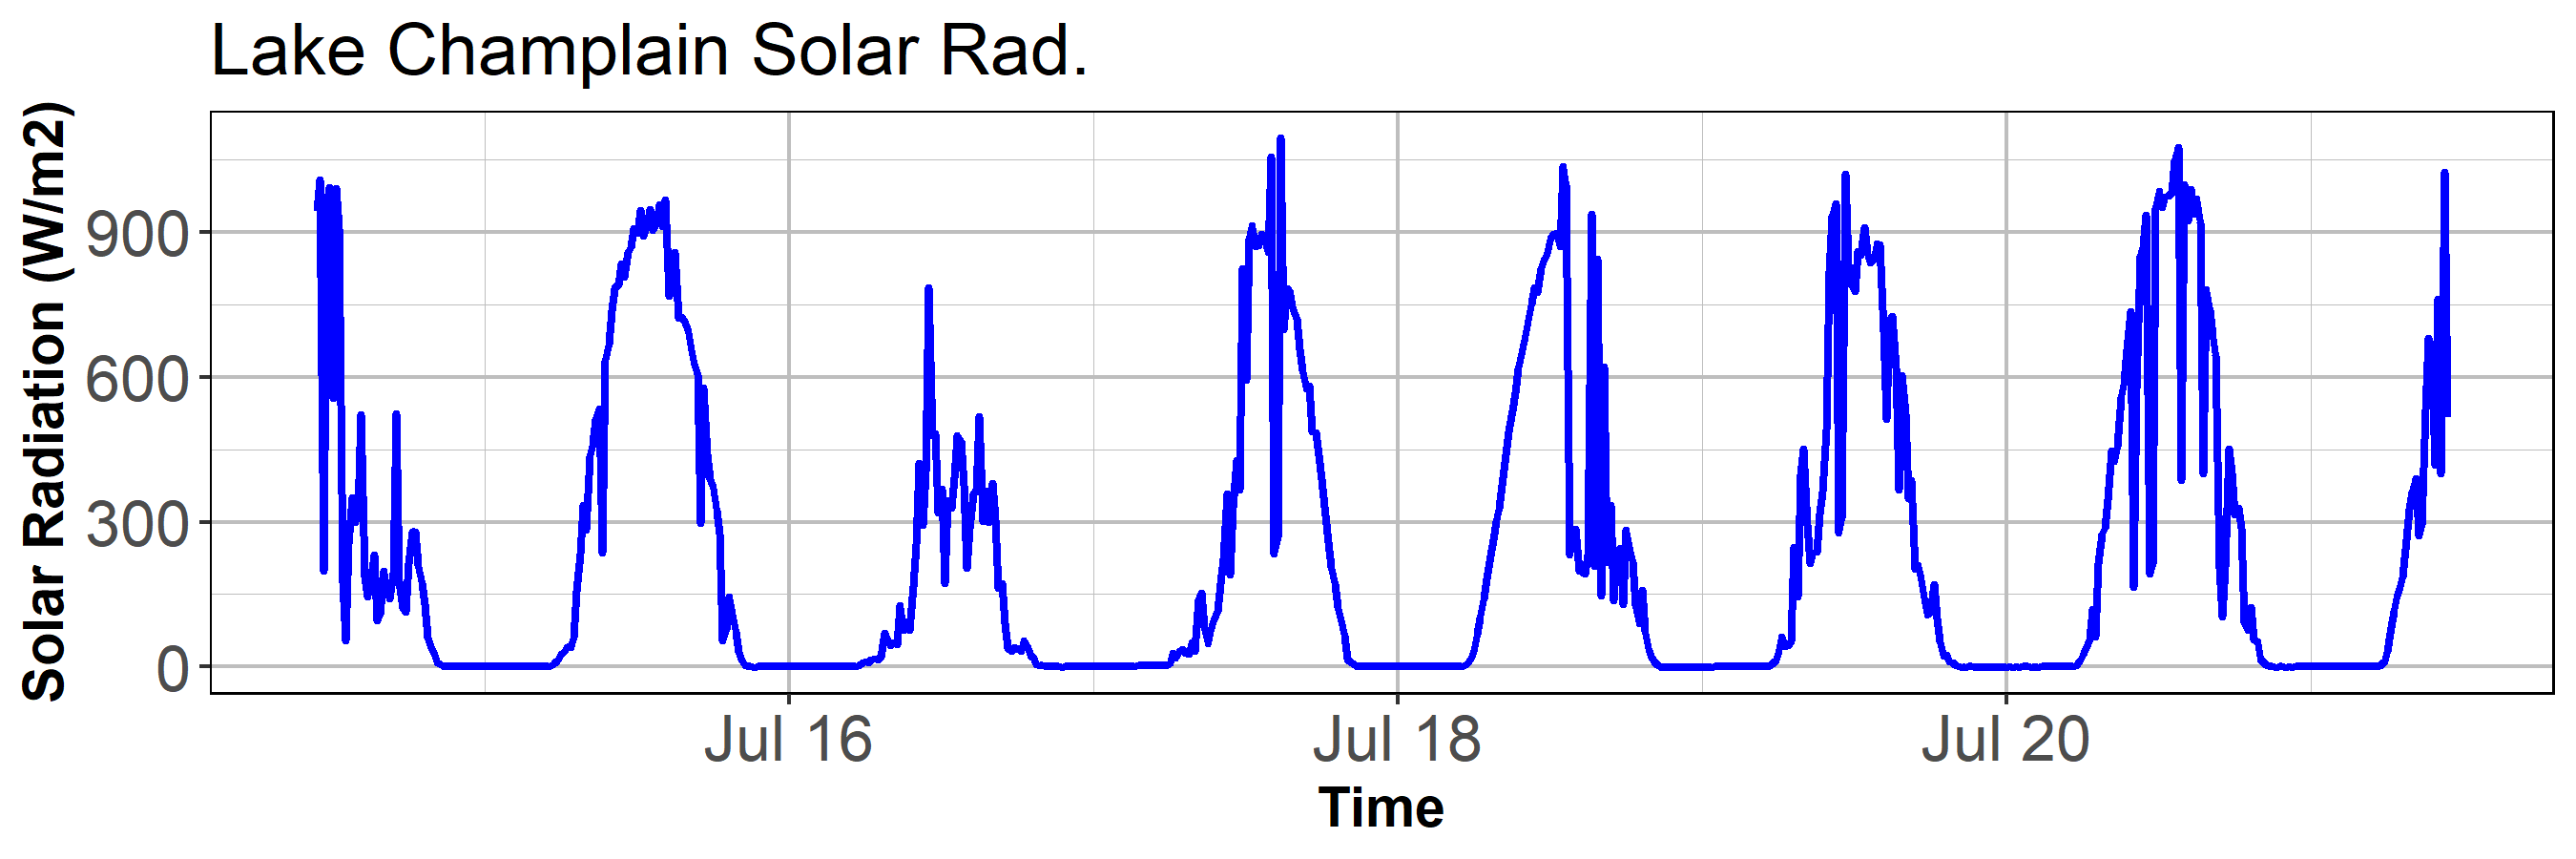 Lake Champlain Solar Rad.
Solar Radiation (W/m2)
900
600
300
0
Jul 16
Jul 18
Jul 20
Time